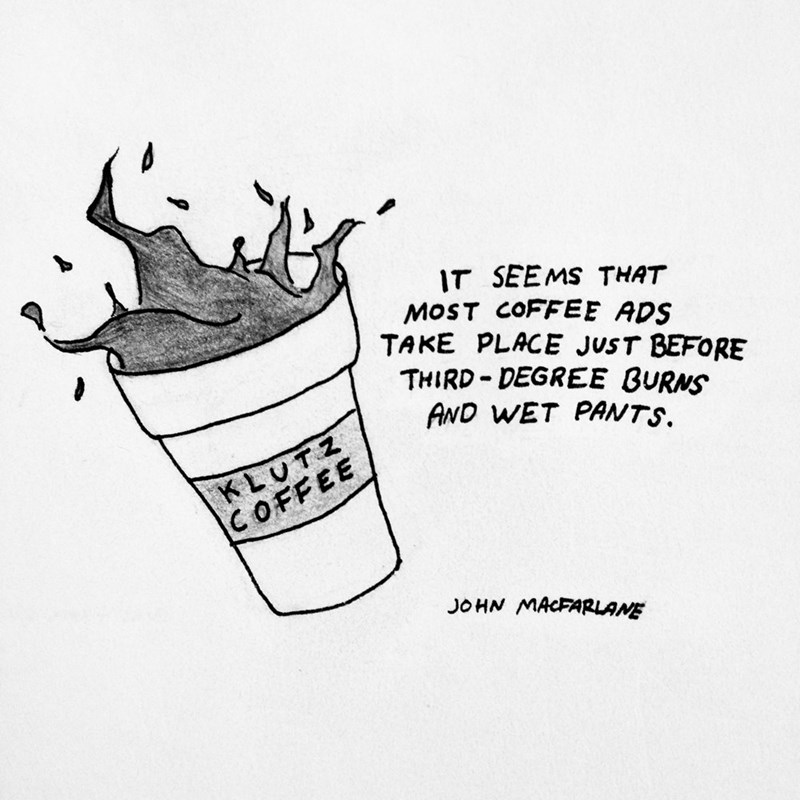 IT SEEMS THAT
MOST COFFEE ADS
TAKE PLACE JUST BEFORE
THIRD-DEGREE BURNS
AND WET PANTS.
KLUTZ
COFFEE
JOHN MACFARLANE